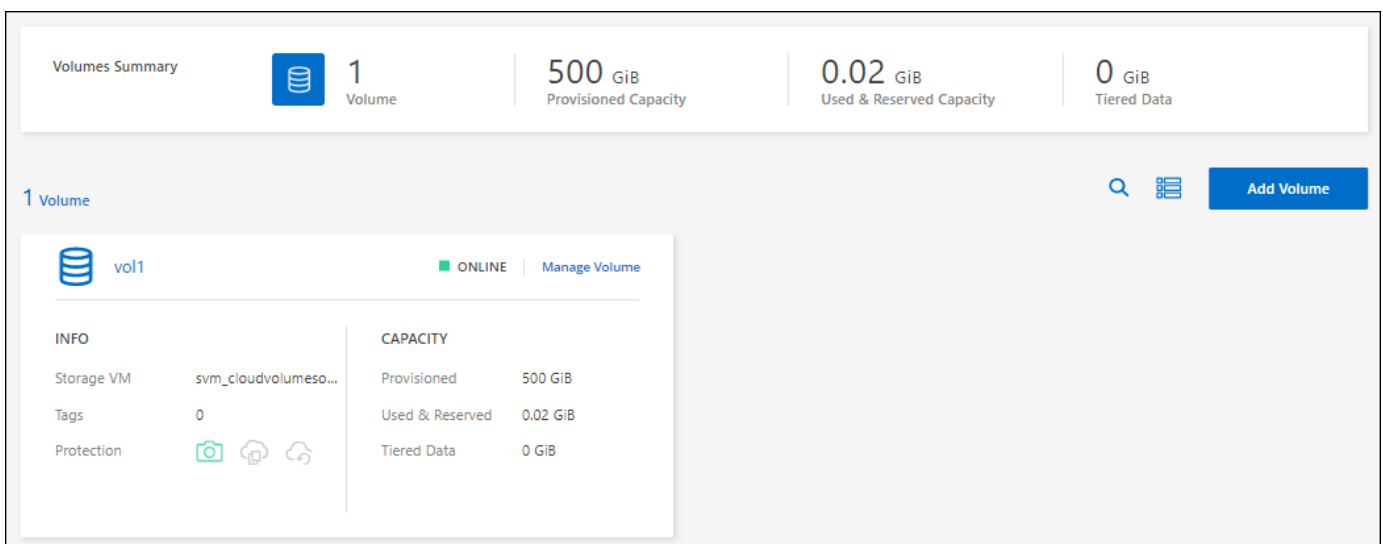 Volumes Summary
1
Volume
500 GiB
Provisioned Capacity
0.02 GiB
Used & Reserved Capacity
0 GiB
Tiered Data
1 Volume
Add Volume
vol1
ONLINE
Manage Volume
INFO
Storage VM svm_cloudvolumeso...
Tags 0
Protection
CAPACITY
Provisioned 500 GiB
Used & Reserved 0.02 GiB
Tiered Data 0 GiB